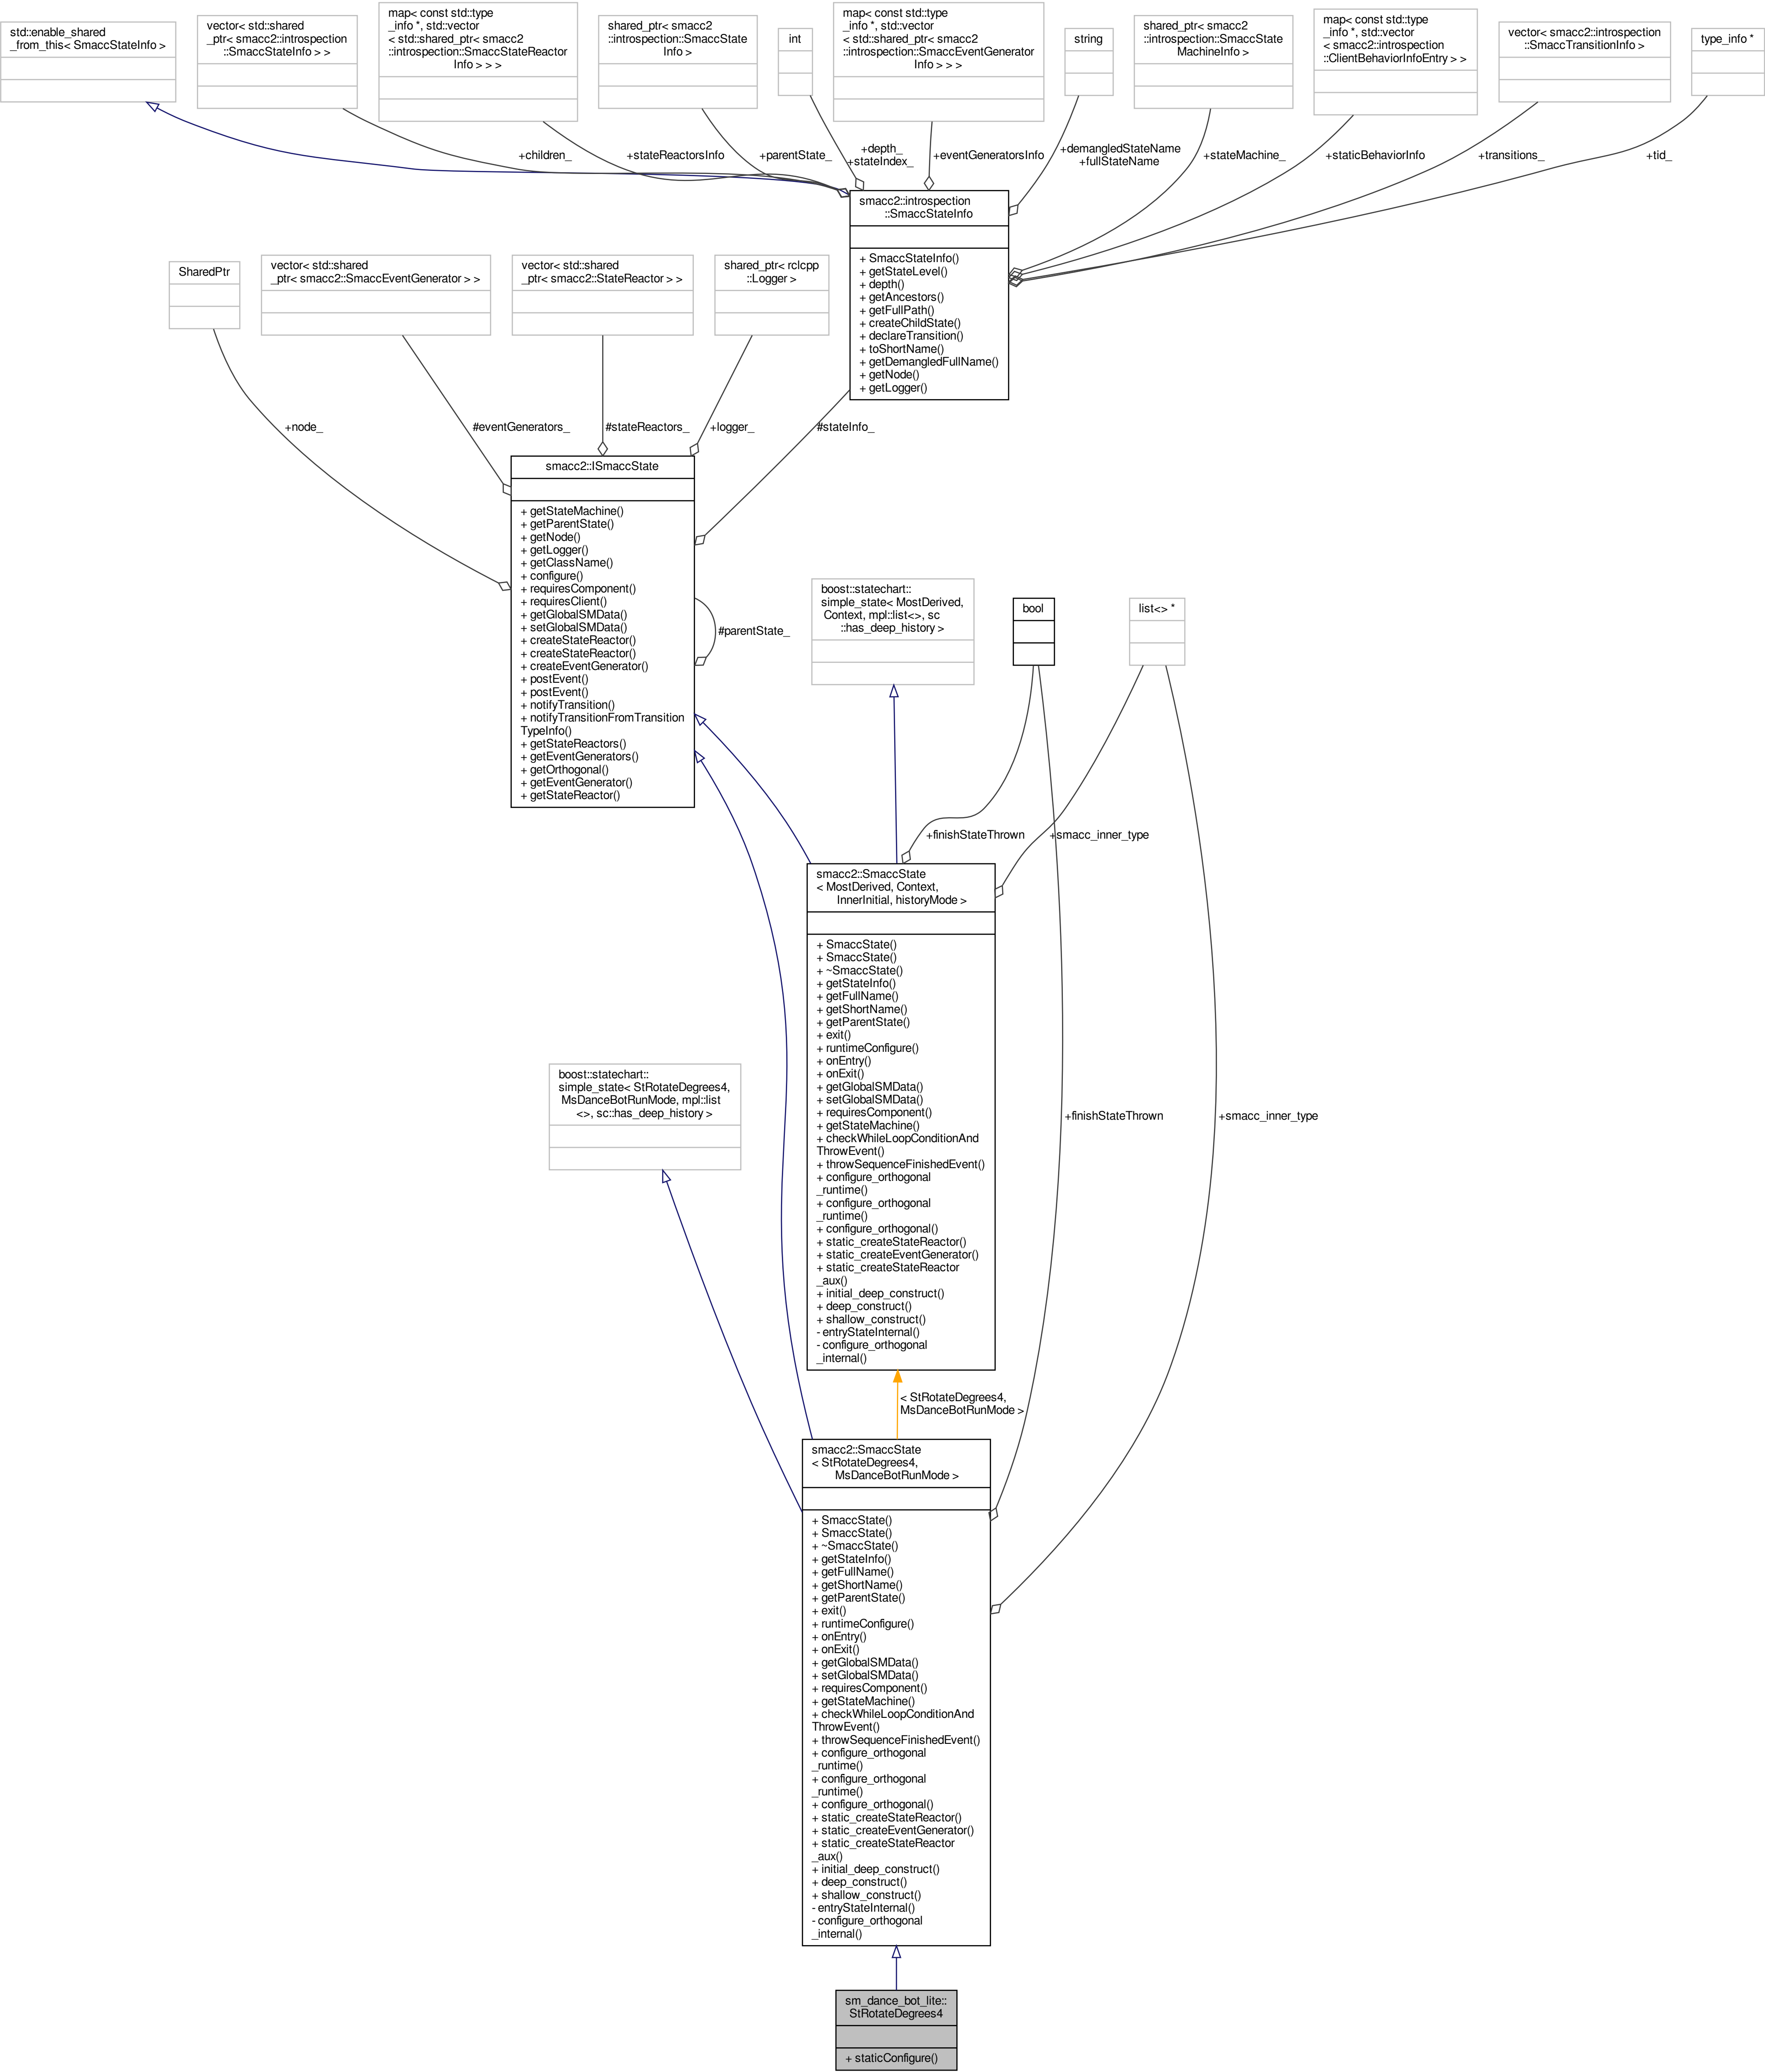 std::enable_shared
_from_this< SmaccStateInfo >
vector< std::shared
_ptr< smacc2::introspection
::SmaccStateInfo > >
map< const std::type
_info *, std::vector
< std::shared_ptr< smacc2
::introspection::SmaccStateReactor
Info > > >
shared_ptr< smacc2
::introspection::SmaccState
Info >
int
map< const std::type
_info *, std::vector
< std::shared_ptr< smacc2
::introspection::SmaccEventGenerator
Info > > >
string
shared_ptr< smacc2
::introspection::SmaccState
MachineInfo >
map< const std::type
_info *, std::vector
< smacc2::introspection
::ClientBehaviorInfoEntry > >
vector< smacc2::introspection
::SmaccTransitionInfo >
type_info *
+children_
+stateReactorsInfo
+parentState_
+depth_
+stateIndex_
+eventGeneratorsInfo
+demangledStateName
+fullStateName
+stateMachine_
+staticBehaviorInfo
+transitions_
+tid_
smacc2::introspection
::SmaccStateInfo
+ SmaccStateInfo()
+ getStateLevel()
+ depth()
+ getAncestors()
+ getFullPath()
+ createChildState()
+ declareTransition()
+ toShortName()
+ getDemangledFullName()
+ getNode()
+ getLogger()
SharedPtr
vector< std::shared
_ptr< smacc2::SmaccEventGenerator > >
vector< std::shared
_ptr< smacc2::StateReactor > >
shared_ptr< rclcpp
::Logger >
+node_
#eventGenerators_
#stateReactors_
+logger_
#stateInfo_
smacc2::ISmaccState
+ getStateMachine()
+ getParentState()
+ getNode()
+ getLogger()
+ getClassName()
+ configure()
+ requiresComponent()
+ requiresClient()
+ getGlobalSMData()
+ setGlobalSMData()
+ createStateReactor()
+ createStateReactor()
+ createEventGenerator()
+ postEvent()
+ postEvent()
+ notifyTransition()
+ notifyTransitionFromTransition
TypeInfo()
+ getStateReactors()
+ getEventGenerators()
+ getOrthogonal()
+ getEventGenerator()
+ getStateReactor()
#parentState_
boost::statechart::
simple_state< MostDerived,
Context, mpl::list<>, sc
::has_deep_history >
bool
list<> *
+finishStateThrown
+smacc_inner_type
smacc2::SmaccState
< MostDerived, Context,
InnerInitial, historyMode >
+ SmaccState()
+ SmaccState()
+ ~SmaccState()
+ getStateInfo()
+ getFullName()
+ getShortName()
+ getParentState()
+ exit()
+ runtimeConfigure()
+ onEntry()
+ onExit()
+ getGlobalSMData()
+ setGlobalSMData()
+ requiresComponent()
+ getStateMachine()
+ checkWhileLoopConditionAnd
ThrowEvent()
+ throwSequenceFinishedEvent()
+ configure_orthogonal
_runtime()
+ configure_orthogonal
_runtime()
+ configure_orthogonal()
+ static_createStateReactor()
+ static_createEventGenerator()
+ static_createStateReactor
_aux()
+ initial_deep_construct()
+ deep_construct()
+ shallow_construct()
- entryStateInternal()
- configure_orthogonal
_internal()
boost::statechart::
simple_state< StRotateDegrees4,
MsDanceBotRunMode, mpl::list
<>, sc::has_deep_history >
+finishStateThrown
+smacc_inner_type
< StRotateDegrees4,
MsDanceBotRunMode >
smacc2::SmaccState
< StRotateDegrees4,
MsDanceBotRunMode >
+ SmaccState()
+ SmaccState()
+ ~SmaccState()
+ getStateInfo()
+ getFullName()
+ getShortName()
+ getParentState()
+ exit()
+ runtimeConfigure()
+ onEntry()
+ onExit()
+ getGlobalSMData()
+ setGlobalSMData()
+ requiresComponent()
+ getStateMachine()
+ checkWhileLoopConditionAnd
ThrowEvent()
+ throwSequenceFinishedEvent()
+ configure_orthogonal
_runtime()
+ configure_orthogonal
_runtime()
+ configure_orthogonal()
+ static_createStateReactor()
+ static_createEventGenerator()
+ static_createStateReactor
_aux()
+ initial_deep_construct()
+ deep_construct()
+ shallow_construct()
- entryStateInternal()
- configure_orthogonal
_internal()
sm_dance_bot_lite::
StRotateDegrees4
+ staticConfigure()